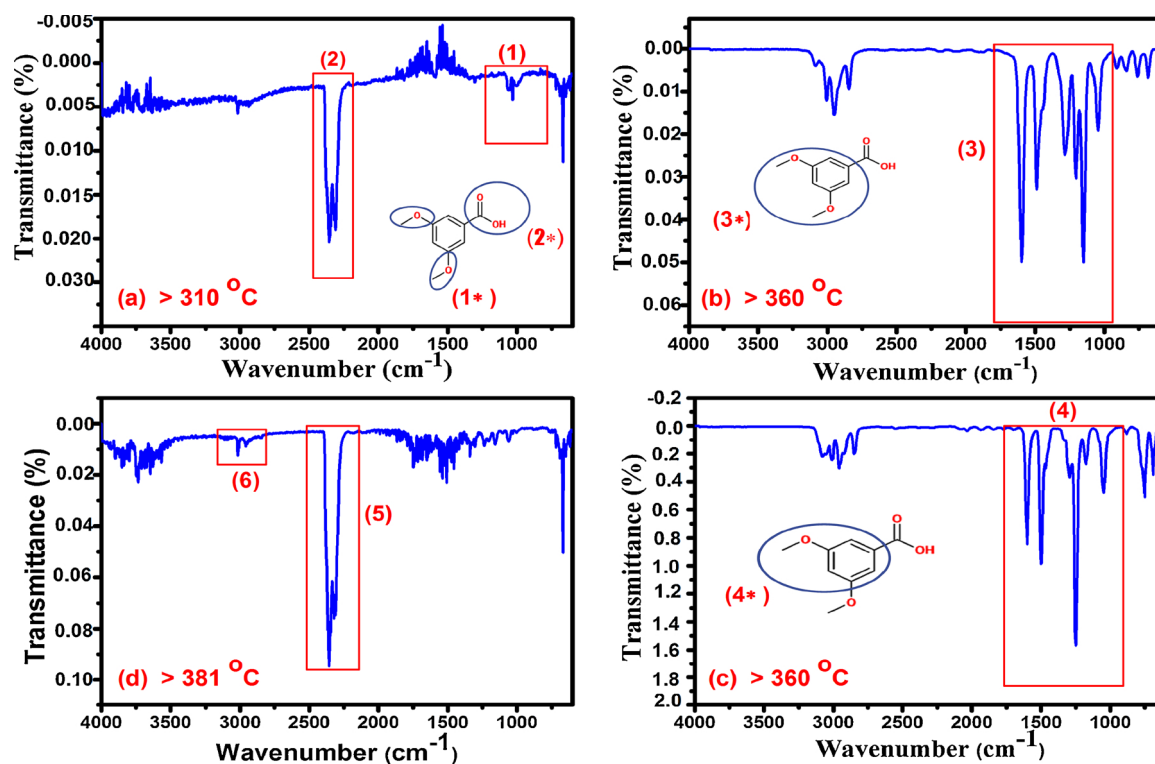 -0.005
0.000
0.005
0.010
0.015
0.020
0.030
Transmittance (%)
(2)
(1)
O
OH
O
O
(2*)
(1*)
(a) > 310 °C
4000 3500 3000 2500 2000 1500 1000
Wavenumber (cm-1)
0.00
0.01
0.02
0.03
0.04
0.05
0.06
Transmittance (%)
(3)
O
OH
O
O
(3*)
(b) > 360 °C
4000 3500 3000 2500 2000 1500 1000
Wavenumber (cm-1)
0.00
0.02
0.04
0.06
0.08
0.10
Transmittance (%)
(6)
(5)
(d) > 381 °C
4000 3500 3000 2500 2000 1500 1000
Wavenumber (cm-1)
-0.2
0.0
0.2
0.4
0.6
0.8
1.0
1.2
1.4
1.6
1.8
2.0
Transmittance (%)
(4)
O
OH
O
O
(4*)
(c) > 360 °C
4000 3500 3000 2500 2000 1500 1000
Wavenumber (cm-1)